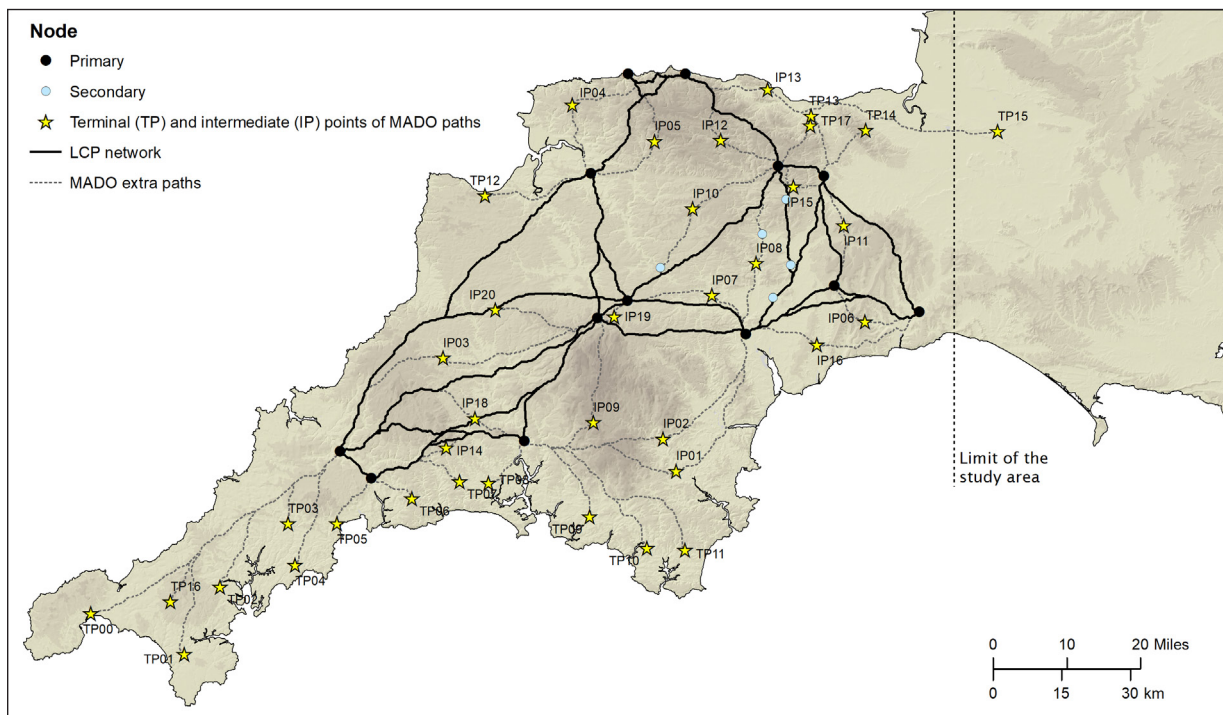 Node
Primary
Secondary
Terminal (TP) and intermediate (IP) points of MADO paths
LCP network
MADO extra paths
IP13
IP04
TP13
TP17
TP14
TP15
IP05
IP12
TP12
IP10
IP15
IP11
IP08
IP07
IP20
IP19
IP06
IP16
IP03
IP18
IP09
IP02
IP14
IP01
Limit of the
study area
TP08
TP07
TP06
TP03
TP05
TP09
TP10
TP11
TP04
TP16
TP02
TP00
TP01
0 10 20 Miles
0 15 30 km